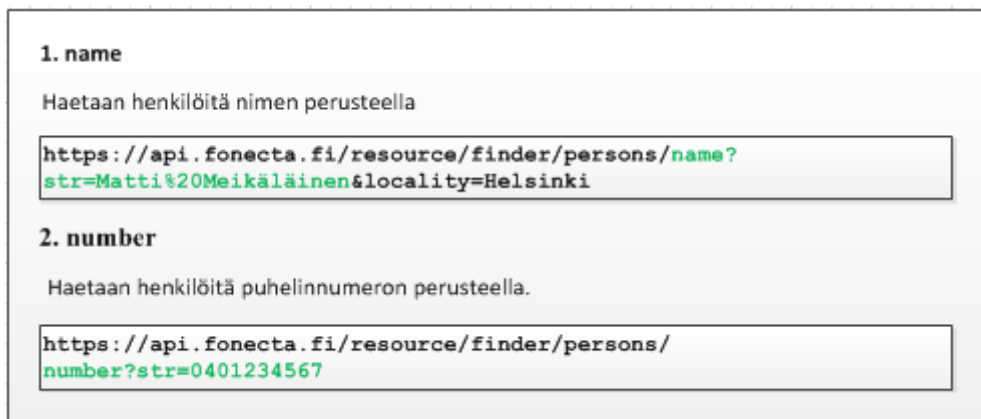 1. name
Haetaan henkilöitä nimen perusteella
https://api.fonecta.fi/resource/finder/persons/name?
str=Matti%20Meikäläinen&locality=Helsinki
2. number
Haetaan henkilöitä puhelinnumeron perusteella.
https://api.fonecta.fi/resource/finder/persons/
number?str=0401234567